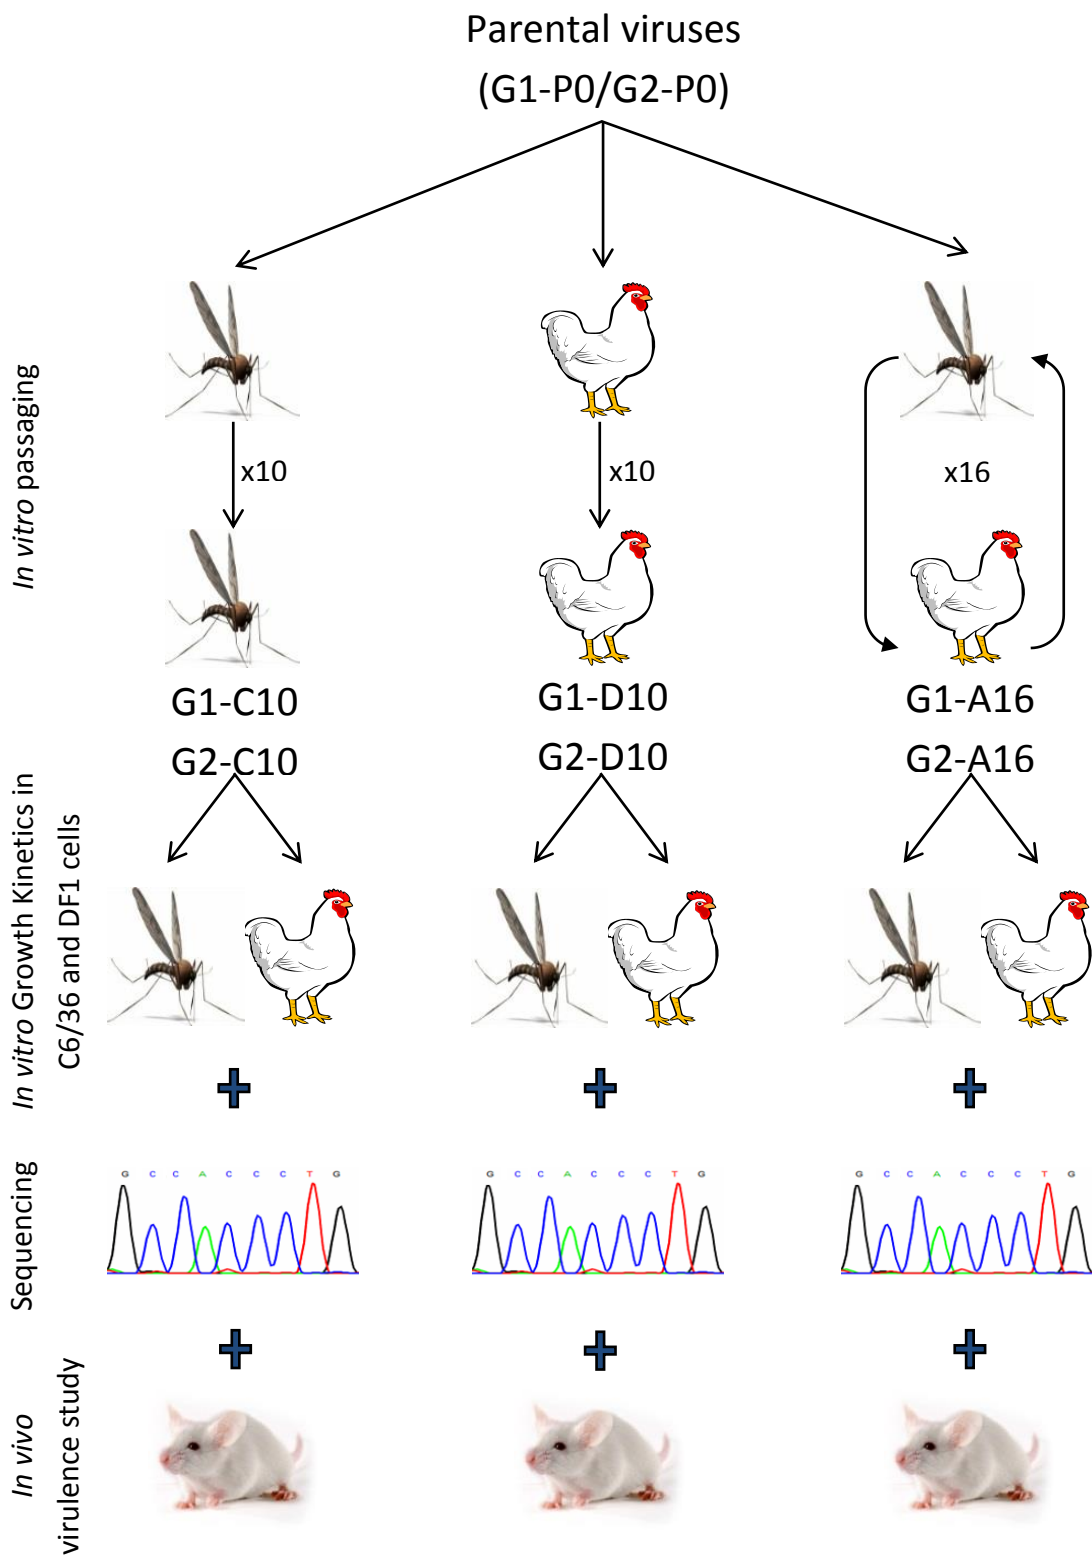 Parental viruses
(G1-P0/G2-P0)
In vitro passaging
x10
x10
x16
G1-C10
G2-C10
G1-D10
G2-D10
G1-A16
G2-A16
In vitro Growth Kinetics in
C6/36 and DF1 cells
Sequencing
G C C A C C C T G
G C C A C C C T G
G C C A C C C T G
In vivo
virulence study